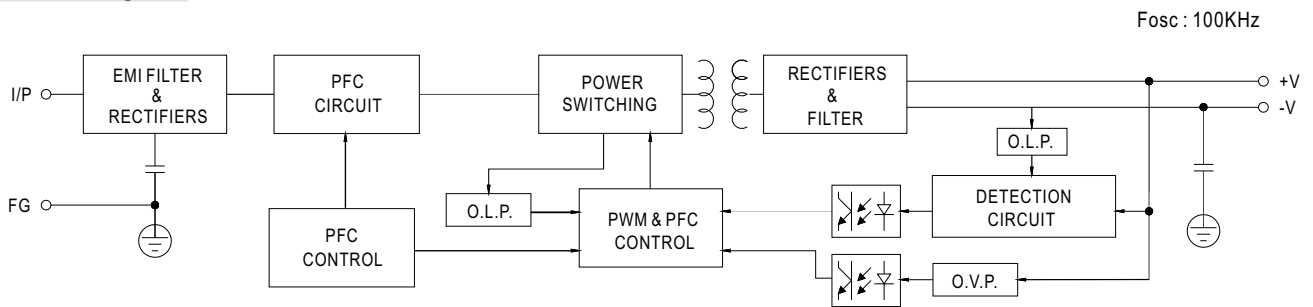 Fosc : 100KHz
I/P
EMI FILTER
&
RECTIFIERS
PFC
CIRCUIT
POWER
SWITCHING
RECTIFIERS
&
FILTER
+V
-V
O.L.P.
FG
O.L.P.
PFC
CONTROL
PWM & PFC
CONTROL
DETECTION
CIRCUIT
O.V.P.